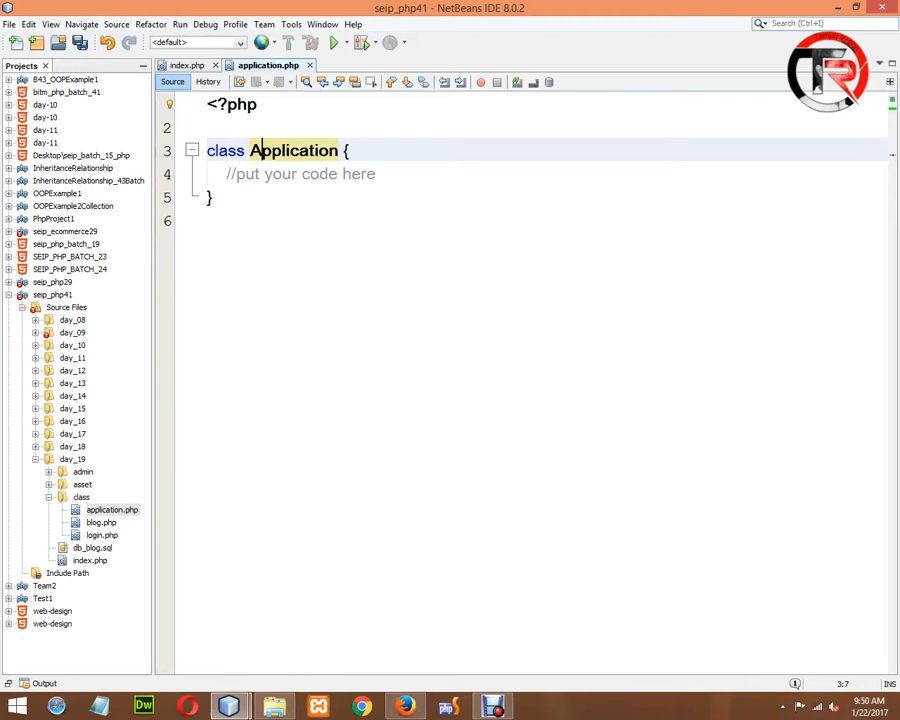 seip_php41 - NetBeans IDE 8.0.2
File Edit View Navigate Source Refactor Run Debug Profile Team Tools Window Help
Search (Ctrl+I)
<default>
Projects
index.php application.php
Source History
B43_OOPExample1
bitm_php_batch_41
day-10
day-10
day-11
day-11
Desktop\seip_batch_15_php
InheritanceRelationship
InheritanceRelationship_43Batch
OOPExample1
OOPExample2Collection
PhpProject1
seip_ecommerce29
seip_php_batch_19
SEIP_PHP_BATCH_23
SEIP_PHP_BATCH_24
seip_php29
seip_php41
Source Files
day_08
day_09
day_10
day_11
day_12
day_13
day_14
day_15
day_16
day_17
day_18
day_19
admin
asset
class
application.php
blog.php
login.php
db_blog.sql
index.php
Include Path
Team2
Test1
web-design
web-design
<?php
2
3 class Application {
4 //put your code here
5 }
6
TR
Output
3:7 INS
Dw
php
9:50 AM
1/22/2017